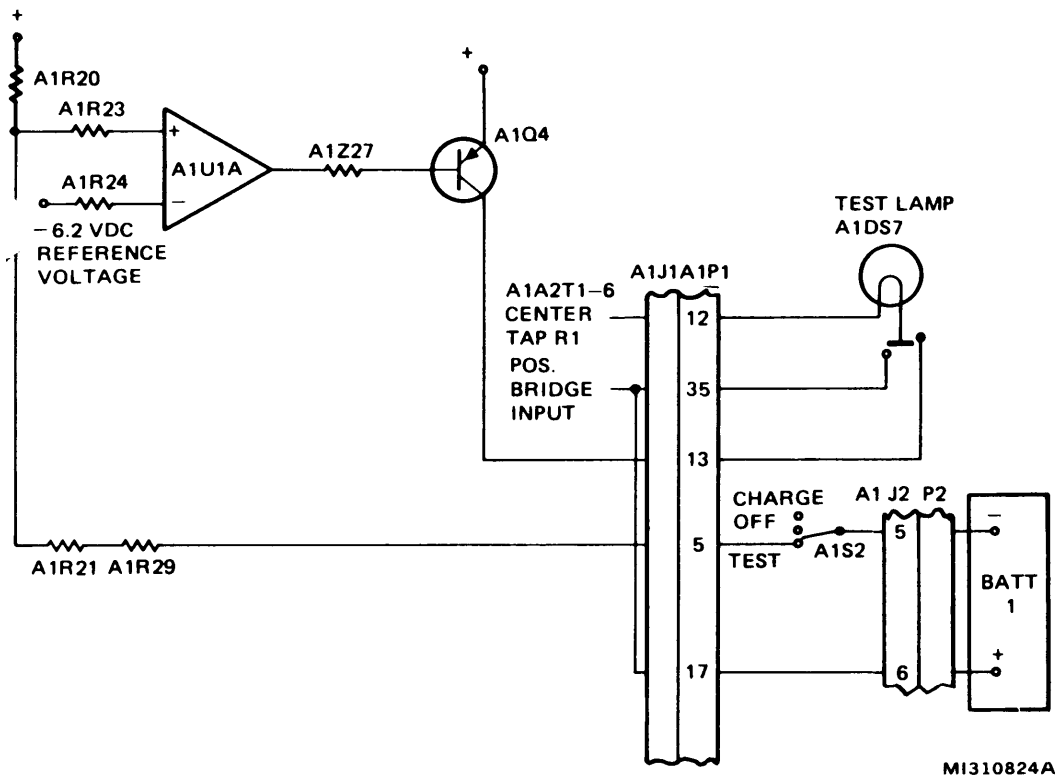 +
A1R20
A1R23
+
A1U1A
A1R24
−
−6.2 VDC
REFERENCE
VOLTAGE
A1Z27
+
A1Q4
TEST LAMP
A1DS7
A1J1A1P1
A1A2T1−6
CENTER
TAP R1
12
POS.
BRIDGE
INPUT
35
13
CHARGE
OFF
TEST
A1S2
A1 J2 P2
5
5
−
BATT
1
+
A1R21 A1R29
17
6
MI310824A